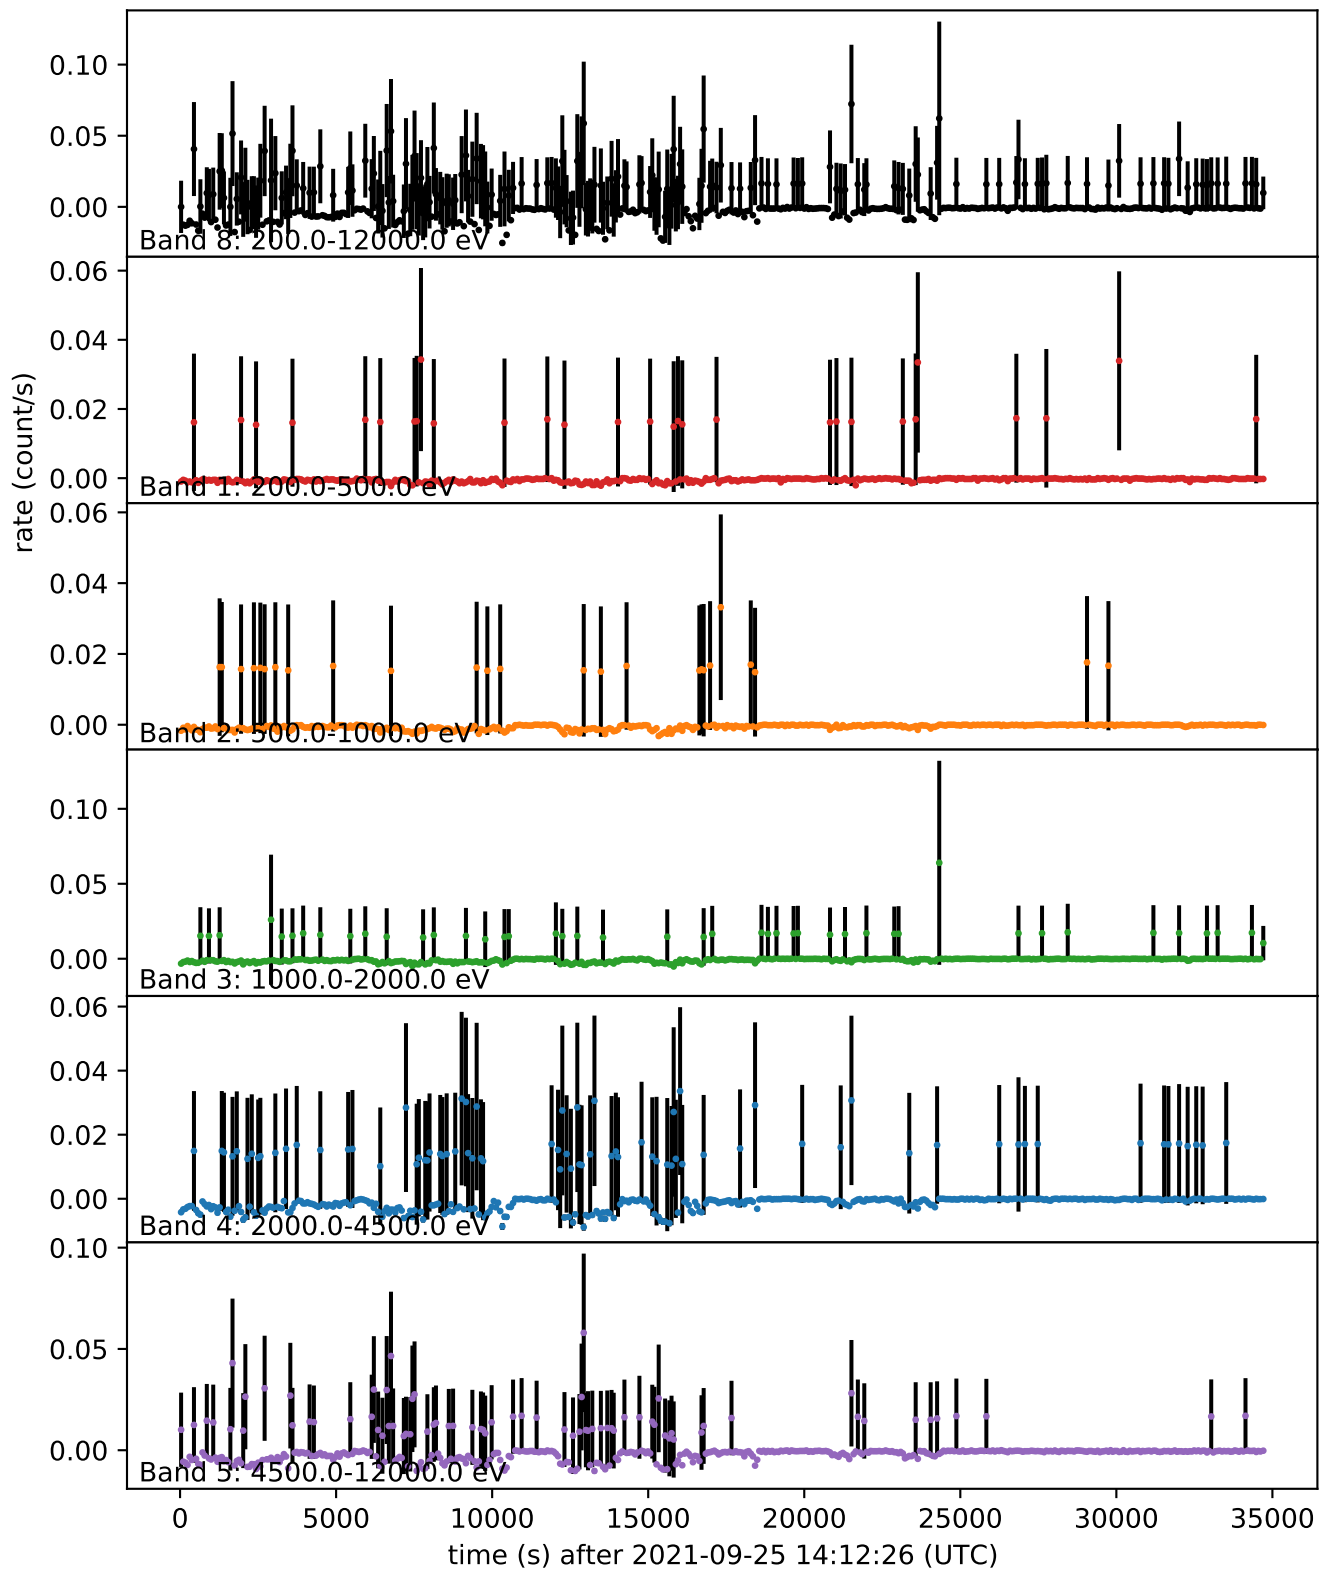 0.10
0.05
0.00
Band 8: 200.0-12000.0 eV
0.06
0.04
0.02
0.00
Band 1: 200.0-500.0 eV
rate (count/s)
0.06
0.04
0.02
0.00
Band 2: 500.0-1000.0 eV
0.10
0.05
0.00
Band 3: 1000.0-2000.0 eV
0.06
0.04
0.02
0.00
Band 4: 2000.0-4500.0 eV
0.10
0.05
0.00
Band 5: 4500.0-12000.0 eV
0 5000 10000 15000 20000 25000 30000 35000
time (s) after 2021-09-25 14:12:26 (UTC)